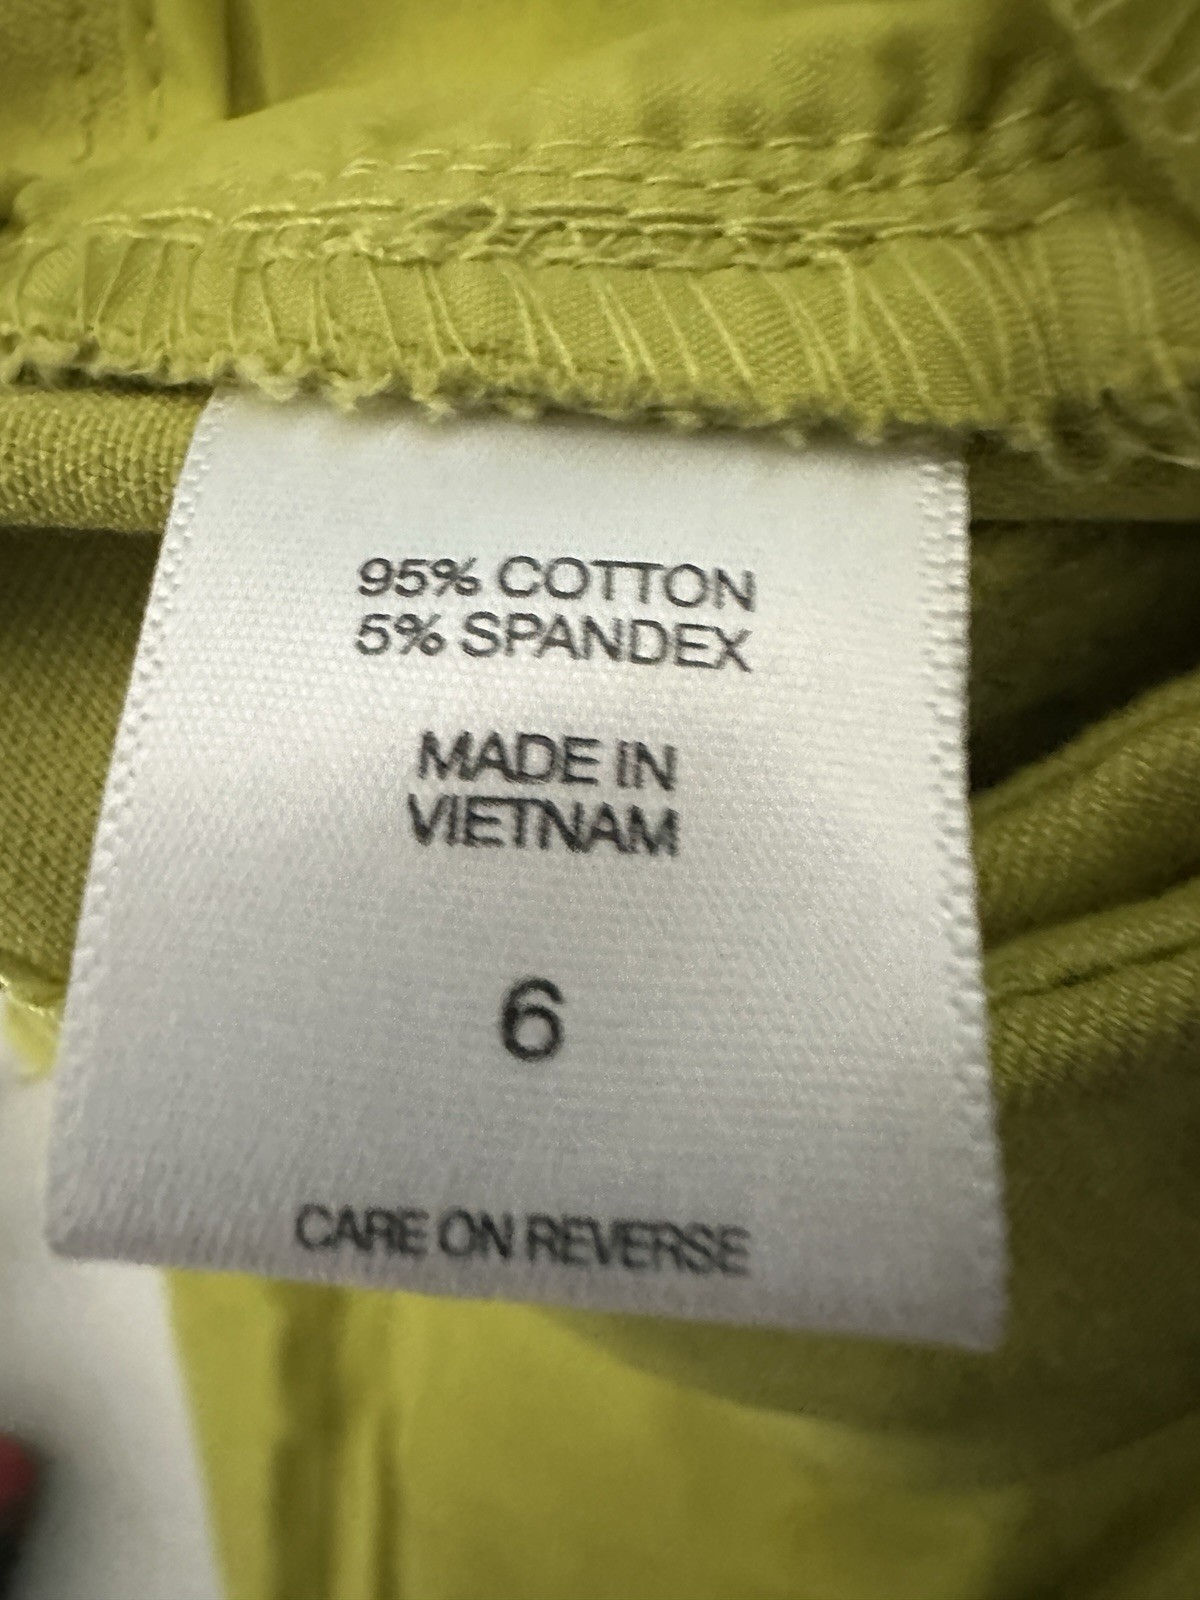 95% COTTON
5% SPANDEX
MADE IN
VIETNAM
6
CARE ON REVERSE